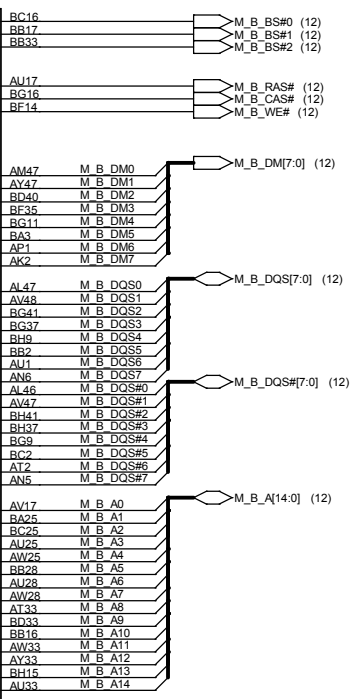 BC16 M_B_BS#0 (12)
BB17 M_B_BS#1 (12)
BB33 M_B_BS#2 (12)
AU17 M_B_RAS# (12)
BG16 M_B_CAS# (12)
BF14 M_B_WE# (12)
M_B_DM[7:0] (12)
AM47 M_B_DM0
AY47 M_B_DM1
BD40 M_B_DM2
BF35 M_B_DM3
BG11 M_B_DM4
BA3 M_B_DM5
AP1 M_B_DM6
AK2 M_B_DM7
M_B_DQS[7:0] (12)
AL47 M_B_DQS0
AV48 M_B_DQS1
BG41 M_B_DQS2
BG37 M_B_DQS3
BH9 M_B_DQS4
BB2 M_B_DQS5
AU1 M_B_DQS6
AN6 M_B_DQS7
M_B_DQS#[7:0] (12)
AL46 M_B_DQS#0
AV47 M_B_DQS#1
BH41 M_B_DQS#2
BH37 M_B_DQS#3
BG9 M_B_DQS#4
BC2 M_B_DQS#5
AT2 M_B_DQS#6
AN5 M_B_DQS#7
M_B_A[14:0] (12)
AV17 M_B_A0
BA25 M_B_A1
BC25 M_B_A2
AU25 M_B_A3
AW25 M_B_A4
BB28 M_B_A5
AU28 M_B_A6
AW28 M_B_A7
AT33 M_B_A8
BD33 M_B_A9
BB16 M_B_A10
AW33 M_B_A11
AY33 M_B_A12
BH15 M_B_A13
AU33 M_B_A14